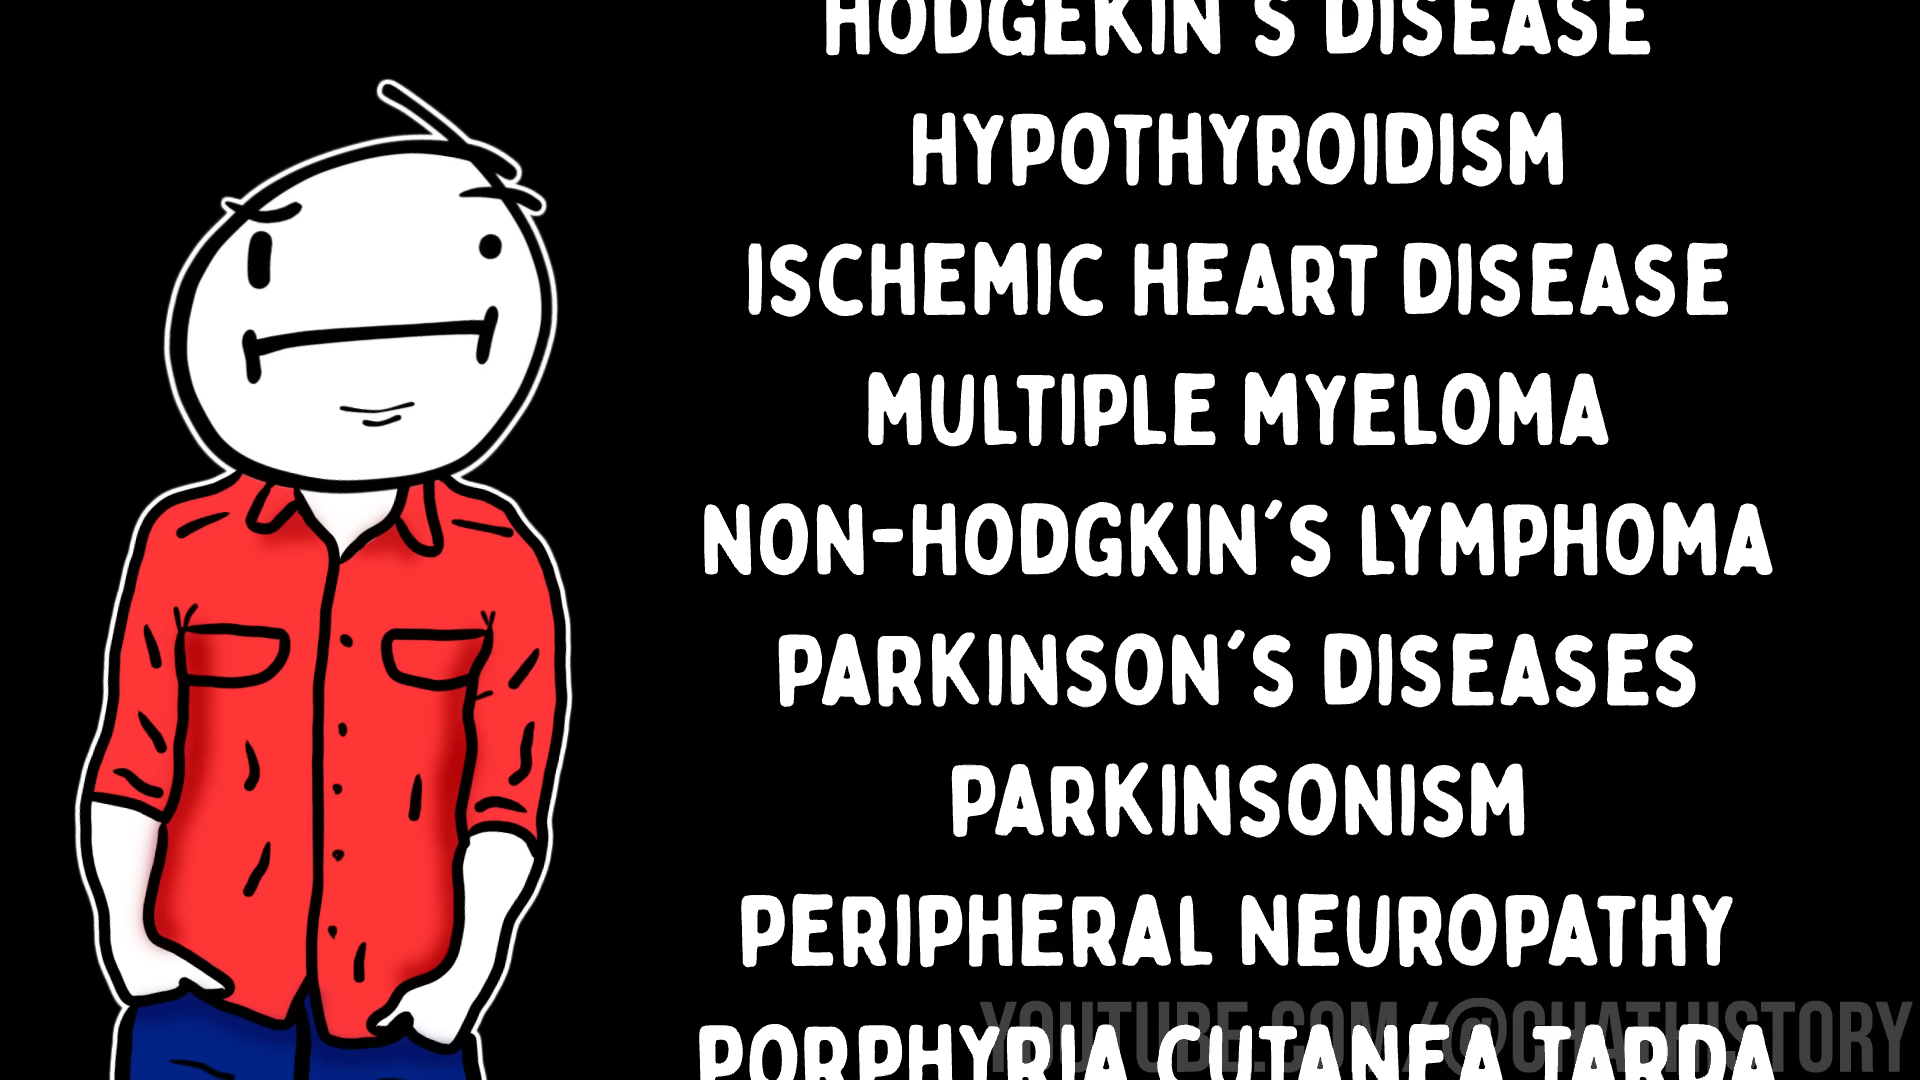 HODGEKIN'S DISEASE
HYPOTHYROIDISM
ISCHEMIC HEART DISEASE
MULTIPLE MYELOMA
NON-HODGKIN'S LYMPHOMA
PARKINSON'S DISEASES
PARKINSONISM
PERIPHERAL NEUROPATHY
YOUTUBE.COM/@CHATHISTORY
PORPHYRIA CUTANEA TARDA